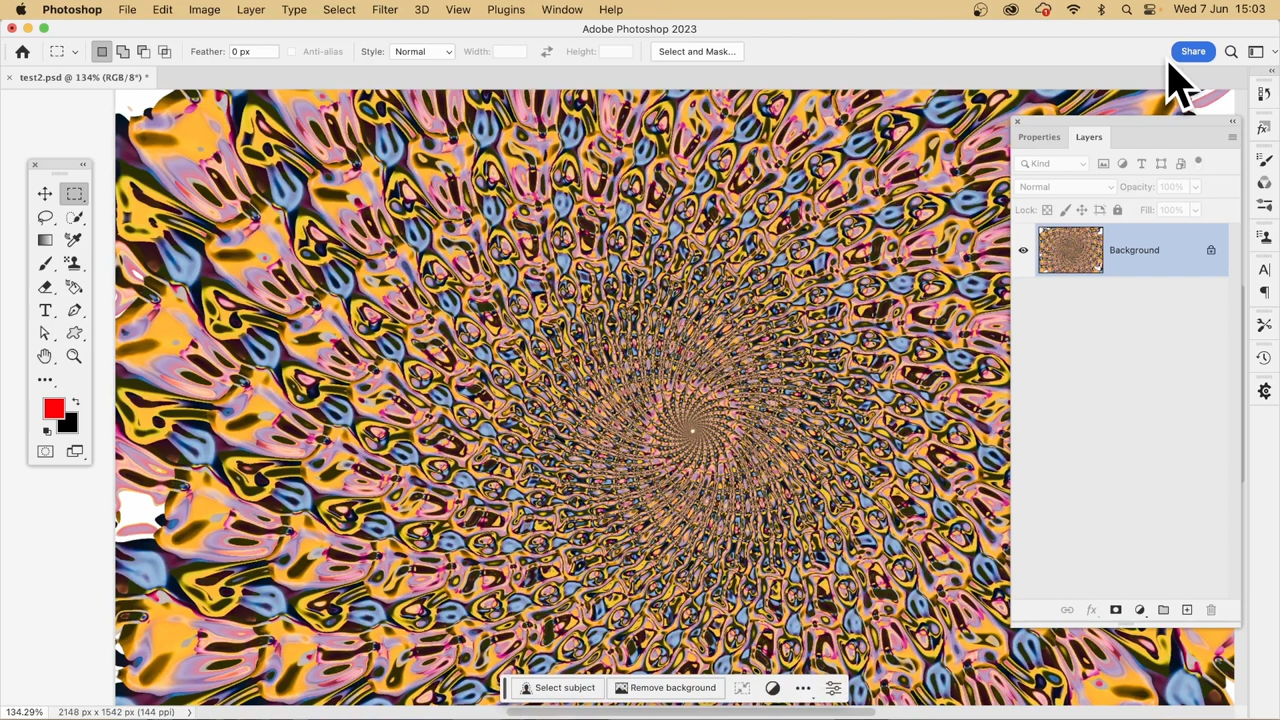 Photoshop File Edit Image Layer Type Select Filter 3D View Plugins Window Help Wed 7 Jun 15:03
Adobe Photoshop 2023
Feather: 0 px Anti-alias Style: Normal Width: Height: Select and Mask... Share
test2.psd @ 134% (RGB/8*) *
Properties Layers
Kind
Normal Opacity: 100%
Lock: Fill: 100%
Background
Select subject Remove background
134.29% 2148 px x 1542 px (144 ppi)